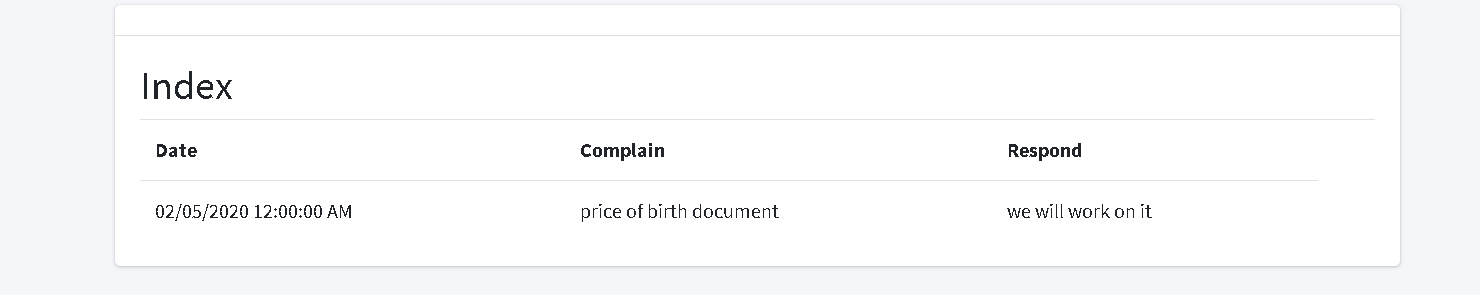 Index
Date Complain Respond
02/05/2020 12:00:00 AM price of birth document we will work on it